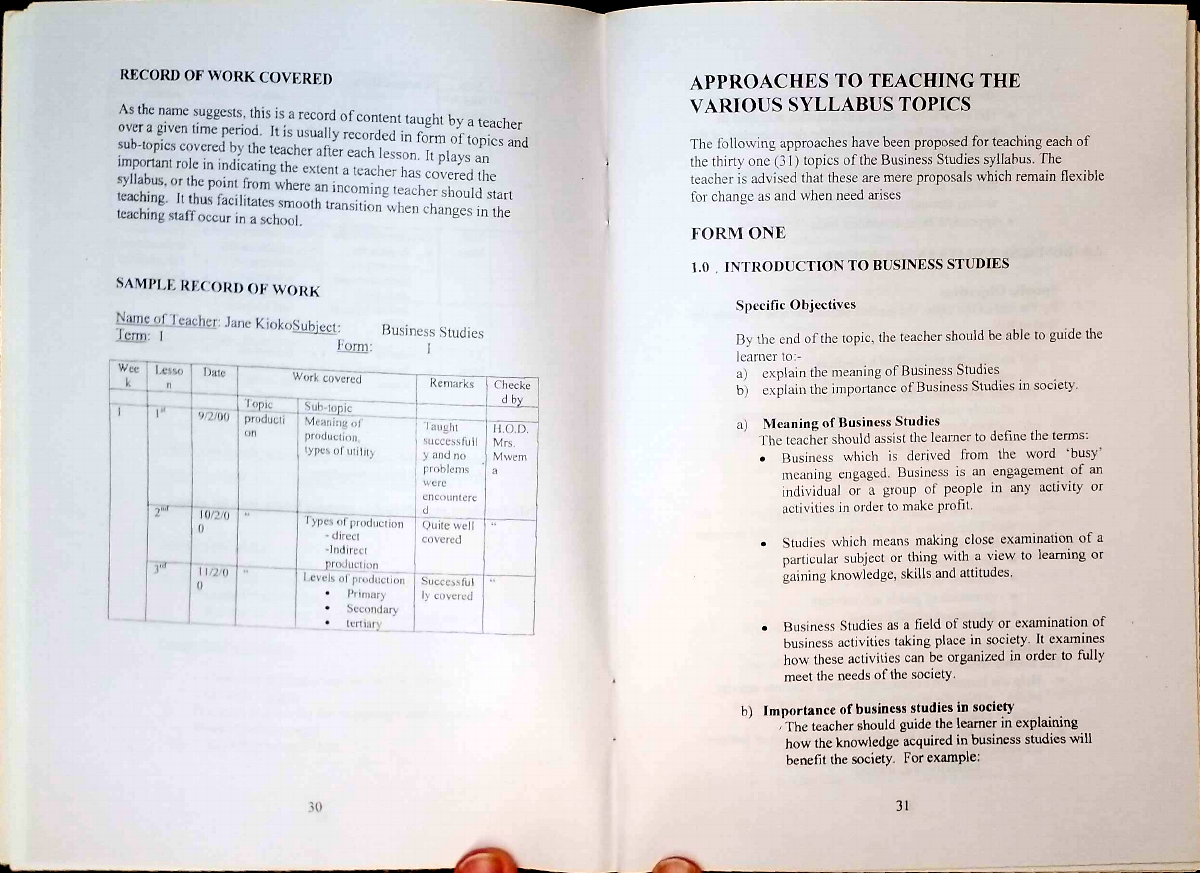 RECORD OF WORK COVERED
As the name suggests, this is a record of content taught by a teacher
over a given time period. It is usually recorded in form of topics and
sub-topics covered by the teacher after each lesson. It plays an
important role in indicating the extent a teacher has covered the
syllabus, or the point from where an incoming teacher should start
teaching. It thus facilitates smooth transition when changes in the
teaching staff occur in a school.
SAMPLE RECORD OF WORK
Name of Teacher: Jane KiokoSubject: Business Studies
Term: 1 Form: 1
Wee
k
Lesso
n
Date
Work covered
Remarks
Checke
d by
Topic
Sub-topic
1
1st
9/2/00
producti
on
Meaning of
production,
types of utility
Taught
successfull
y and no
problems
were
encountere
d
H.O.D.
Mrs.
Mwem
a
2nd
10/2/0
0
"
Types of production
- direct
-Indirect
production
Quite well
covered
"
3rd
11/2/0
0
"
Levels of production
• Primary
• Secondary
• tertiary
Successful
ly covered
"
30
APPROACHES TO TEACHING THE
VARIOUS SYLLABUS TOPICS
The following approaches have been proposed for teaching each of
the thirty one (31) topics of the Business Studies syllabus. The
teacher is advised that these are mere proposals which remain flexible
for change as and when need arises
FORM ONE
1.0 . INTRODUCTION TO BUSINESS STUDIES
Specific Objectives
By the end of the topic, the teacher should be able to guide the
learner to:-
a) explain the meaning of Business Studies
b) explain the importance of Business Studies in society.
a) Meaning of Business Studies
The teacher should assist the learner to define the terms:
• Business which is derived from the word 'busy'
meaning engaged. Business is an engagement of an
individual or a group of people in any activity or
activities in order to make profit.
• Studies which means making close examination of a
particular subject or thing with a view to learning or
gaining knowledge, skills and attitudes.
• Business Studies as a field of study or examination of
business activities taking place in society. It examines
how these activities can be organized in order to fully
meet the needs of the society.
b) Importance of business studies in society
The teacher should guide the learner in explaining
how the knowledge acquired in business studies will
benefit the society. For example:
31